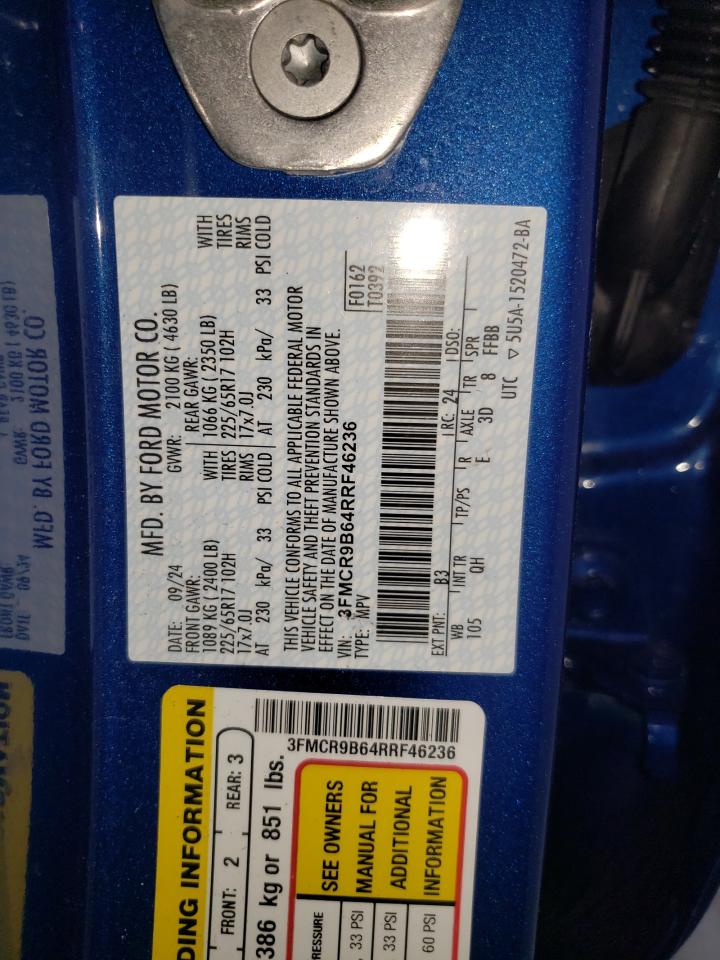 MFD. BY FORD MOTOR CO.
DATE: 09/24 GVWR: 2100 KG ( 4630 LB)
FRONT GAWR: REAR GAWR:
1089 KG ( 2400 LB) WITH 1066 KG ( 2350 LB) WITH
225/65R17 102H TIRES 225/65R17 102H TIRES
17x7.0J RIMS 17x7.0J RIMS
AT 230 kPa/ 33 PSI COLD AT 230 kPa/ 33 PSI COLD
THIS VEHICLE CONFORMS TO ALL APPLICABLE FEDERAL MOTOR
VEHICLE SAFETY AND THEFT PREVENTION STANDARDS IN
EFFECT ON THE DATE OF MANUFACTURE SHOWN ABOVE.
VIN: 3FMCR9B64RRF46236
TYPE: MPV
F0162
T0392
EXT PNT: B3 RC: 24 DSO:
WB INT TR TP/PS R AXLE TR SPR
105 QH E 3D 8 FFBB
UTC ▽ 5U5A-1520472-BA
DING INFORMATION
FRONT: 2 REAR: 3
386 kg or 851 lbs.
3FMCR9B64RRF46236
RESSURE
33 PSI
33 PSI
60 PSI
SEE OWNERS
MANUAL FOR
ADDITIONAL
INFORMATION